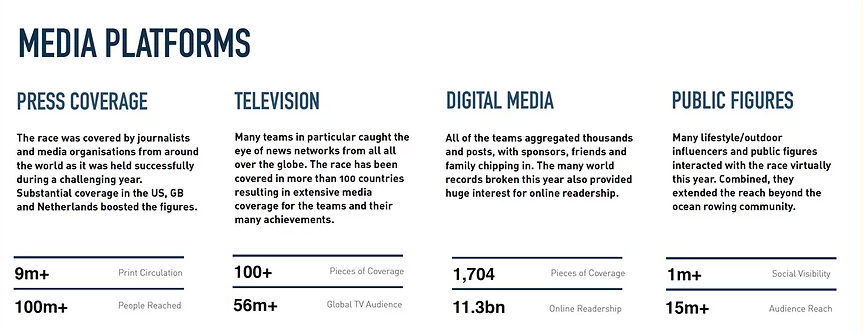 MEDIA PLATFORMS
PRESS COVERAGE
The race was covered by journalists
and media organisations from around
the world as it was held successfully
during a challenging year.
Substantial coverage in the US, GB
and Netherlands boosted the figures.
9m+ Print Circulation
100m+ People Reached
TELEVISION
Many teams in particular caught the
eye of news networks from all all
over the globe. The race has been
covered in more than 100 countries
resulting in extensive media
coverage for the teams and their
many achievements.
100+ Pieces of Coverage
56m+ Global TV Audience
DIGITAL MEDIA
All of the teams aggregated thousands
and posts, with sponsors, friends and
family chipping in. The many world
records broken this year also provided
huge interest for online readership.
1,704 Pieces of Coverage
11.3bn Online Readership
PUBLIC FIGURES
Many lifestyle/outdoor
influencers and public figures
interacted with the race virtually
this year. Combined, they
extended the reach beyond the
ocean rowing community.
1m+ Social Visibility
15m+ Audience Reach